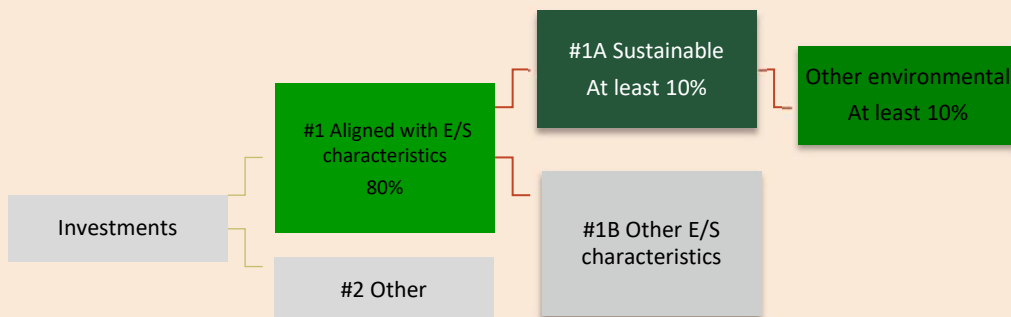 Investments
#1 Aligned with E/S
characteristics
80%
#2 Other
#1A Sustainable
At least 10%
#1B Other E/S
characteristics
Other environmental
At least 10%